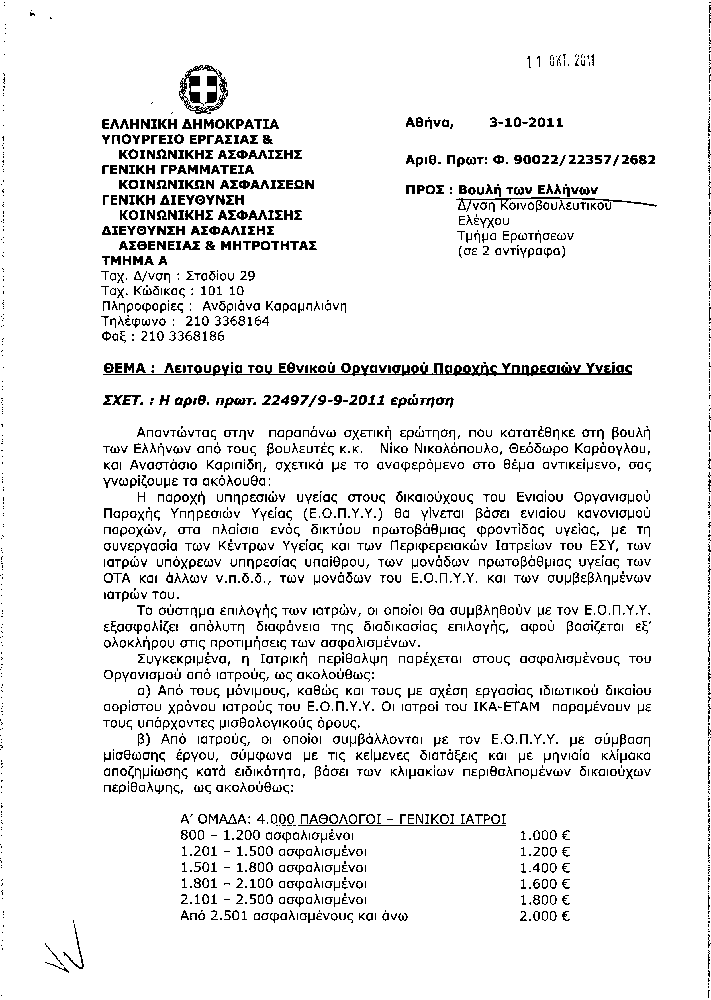 11 ΟΚΤ. 2011
ΕΛΛΗΝΙΚΗ ΔΗΜΟΚΡΑΤΙΑ
ΥΠΟΥΡΓΕΙΟ ΕΡΓΑΣΙΑΣ &
ΚΟΙΝΩΝΙΚΗΣ ΑΣΦΑΛΙΣΗΣ
ΓΕΝΙΚΗ ΓΡΑΜΜΑΤΕΙΑ
ΚΟΙΝΩΝΙΚΩΝ ΑΣΦΑΛΙΣΕΩΝ
ΓΕΝΙΚΗ ΔΙΕΥΘΥΝΣΗ
ΚΟΙΝΩΝΙΚΗΣ ΑΣΦΑΛΙΣΗΣ
ΔΙΕΥΘΥΝΣΗ ΑΣΦΑΛΙΣΗΣ
ΑΣΘΕΝΕΙΑΣ & ΜΗΤΡΟΤΗΤΑΣ
ΤΜΗΜΑ Α
Ταχ. Δ/νση : Σταδίου 29
Ταχ. Κώδικας : 101 10
Πληροφορίες : Ανδριάνα Καραμπλιάνη
Τηλέφωνο : 210 3368164
Φαξ : 210 3368186
Αθήνα, 3-10-2011
Αριθ. Πρωτ: Φ. 90022/22357/2682
ΠΡΟΣ : Βουλή των Ελλήνων
Δ/νση Κοινοβουλευτικού
Ελέγχου
Τμήμα Ερωτήσεων
(σε 2 αντίγραφα)
ΘΕΜΑ : Λειτουργία του Εθνικού Οργανισμού Παροχής Υπηρεσιών Υγείας
ΣΧΕΤ. : Η αριθ. πρωτ. 22497/9-9-2011 ερώτηση
Απαντώντας στην παραπάνω σχετική ερώτηση, που κατατέθηκε στη βουλή
των Ελλήνων από τους βουλευτές κ.κ. Νίκο Νικολόπουλο, Θεόδωρο Καράογλου,
και Αναστάσιο Καριπίδη, σχετικά με το αναφερόμενο στο θέμα αντικείμενο, σας
γνωρίζουμε τα ακόλουθα:
Η παροχή υπηρεσιών υγείας στους δικαιούχους του Ενιαίου Οργανισμού
Παροχής Υπηρεσιών Υγείας (Ε.Ο.Π.Υ.Υ.) θα γίνεται βάσει ενιαίου κανονισμού
παροχών, στα πλαίσια ενός δικτύου πρωτοβάθμιας φροντίδας υγείας, με τη
συνεργασία των Κέντρων Υγείας και των Περιφερειακών Ιατρείων του ΕΣΥ, των
ιατρών υπόχρεων υπηρεσίας υπαίθρου, των μονάδων πρωτοβάθμιας υγείας των
ΟΤΑ και άλλων ν.π.δ.δ., των μονάδων του Ε.Ο.Π.Υ.Υ. και των συμβεβλημένων
ιατρών του.
Το σύστημα επιλογής των ιατρών, οι οποίοι θα συμβληθούν με τον Ε.Ο.Π.Υ.Υ.
εξασφαλίζει απόλυτη διαφάνεια της διαδικασίας επιλογής, αφού βασίζεται εξ'
ολοκλήρου στις προτιμήσεις των ασφαλισμένων.
Συγκεκριμένα, η Ιατρική περίθαλψη παρέχεται στους ασφαλισμένους του
Οργανισμού από ιατρούς, ως ακολούθως:
α) Από τους μόνιμους, καθώς και τους με σχέση εργασίας ιδιωτικού δικαίου
αορίστου χρόνου ιατρούς του Ε.Ο.Π.Υ.Υ. Οι ιατροί του ΙΚΑ-ΕΤΑΜ παραμένουν με
τους υπάρχοντες μισθολογικούς όρους.
β) Από ιατρούς, οι οποίοι συμβάλλονται με τον Ε.Ο.Π.Υ.Υ. με σύμβαση
μίσθωσης έργου, σύμφωνα με τις κείμενες διατάξεις και με μηνιαία κλίμακα
αποζημίωσης κατά ειδικότητα, βάσει των κλιμακίων περιθαλπομένων δικαιούχων
περίθαλψης, ως ακολούθως:
Α' ΟΜΑΔΑ: 4.000 ΠΑΘΟΛΟΓΟΙ – ΓΕΝΙΚΟΙ ΙΑΤΡΟΙ
800 – 1.200 ασφαλισμένοι 1.000 €
1.201 – 1.500 ασφαλισμένοι 1.200 €
1.501 – 1.800 ασφαλισμένοι 1.400 €
1.801 – 2.100 ασφαλισμένοι 1.600 €
2.101 – 2.500 ασφαλισμένοι 1.800 €
Από 2.501 ασφαλισμένους και άνω 2.000 €